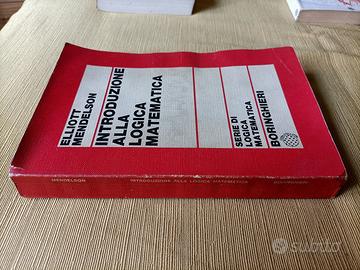 ELLIOTT
MENDELSON
INTRODUZIONE
ALLA
LOGICA
MATEMATICA
SERIE DI
LOGICA
MATEMATICA
BORINGHIERI
MENDELSON INTRODUZIONE ALLA LOGICA MATEMATICA BORINGHIERI
subito